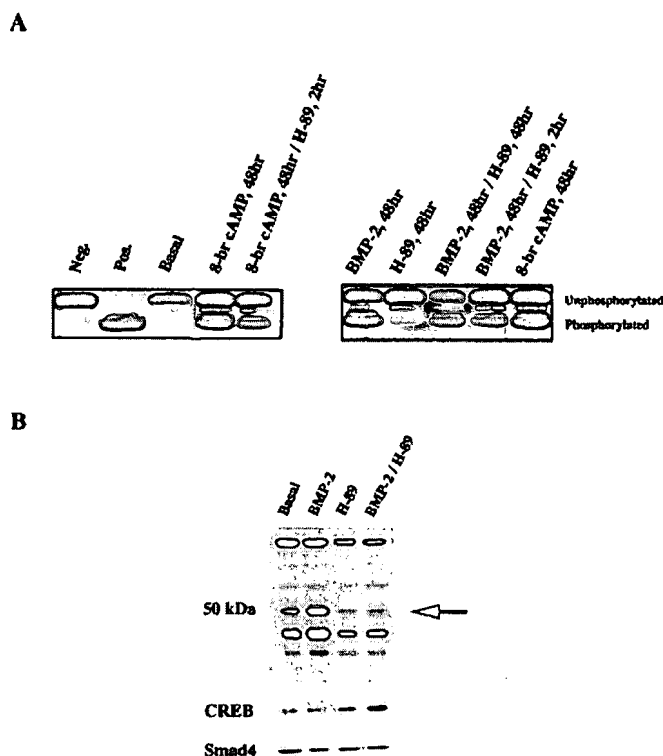 A
Neg.
Pos.
Basal
8-br cAMP, 48hr
8-br cAMP, 48hr / H-89, 2hr
BMP-2, 48hr
H-89, 48hr
BMP-2, 48hr / H-89, 48hr
BMP-2, 48hr / H-89, 2hr
8-br cAMP, 48hr
Unphosphorylated
Phosphorylated
B
Basal
BMP-2
H-89
BMP-2 / H-89
50 kDa
CREB
Smad4